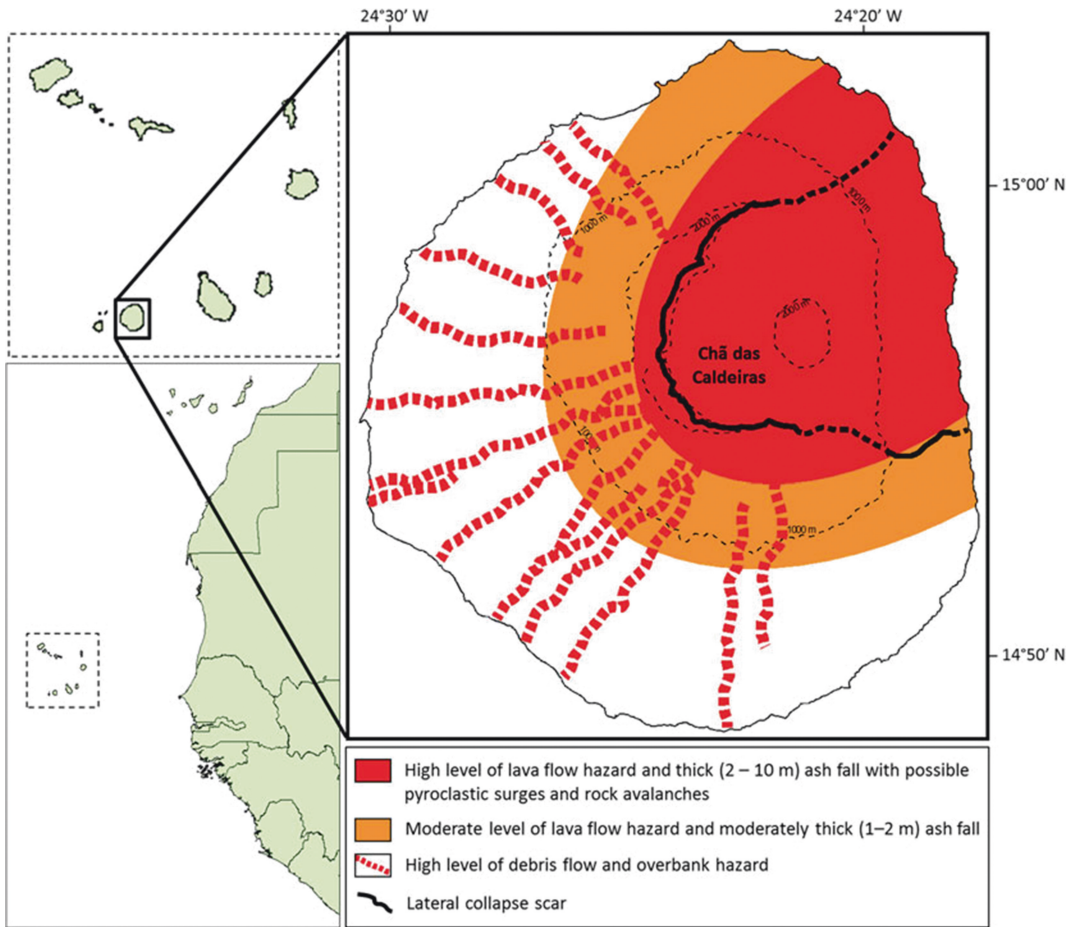 24°30′ W
24°20′ W
15°00′ N
1000 m
1000 m
2000 m
2000 m
Chã das
Caldeiras
1000 m
14°50′ N
High level of lava flow hazard and thick (2 – 10 m) ash fall with possible
pyroclastic surges and rock avalanches
Moderate level of lava flow hazard and moderately thick (1–2 m) ash fall
High level of debris flow and overbank hazard
Lateral collapse scar